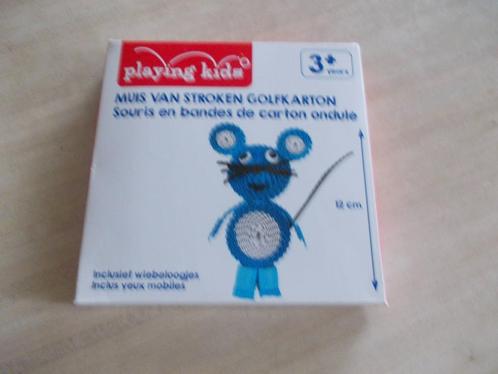 playing kids
3+
MUIS VAN STROKEN GOLFKARTON
Souris en bandes de carton ondulé
12 cm
Inclusief wiebeloogjes
Inclus yeux mobiles